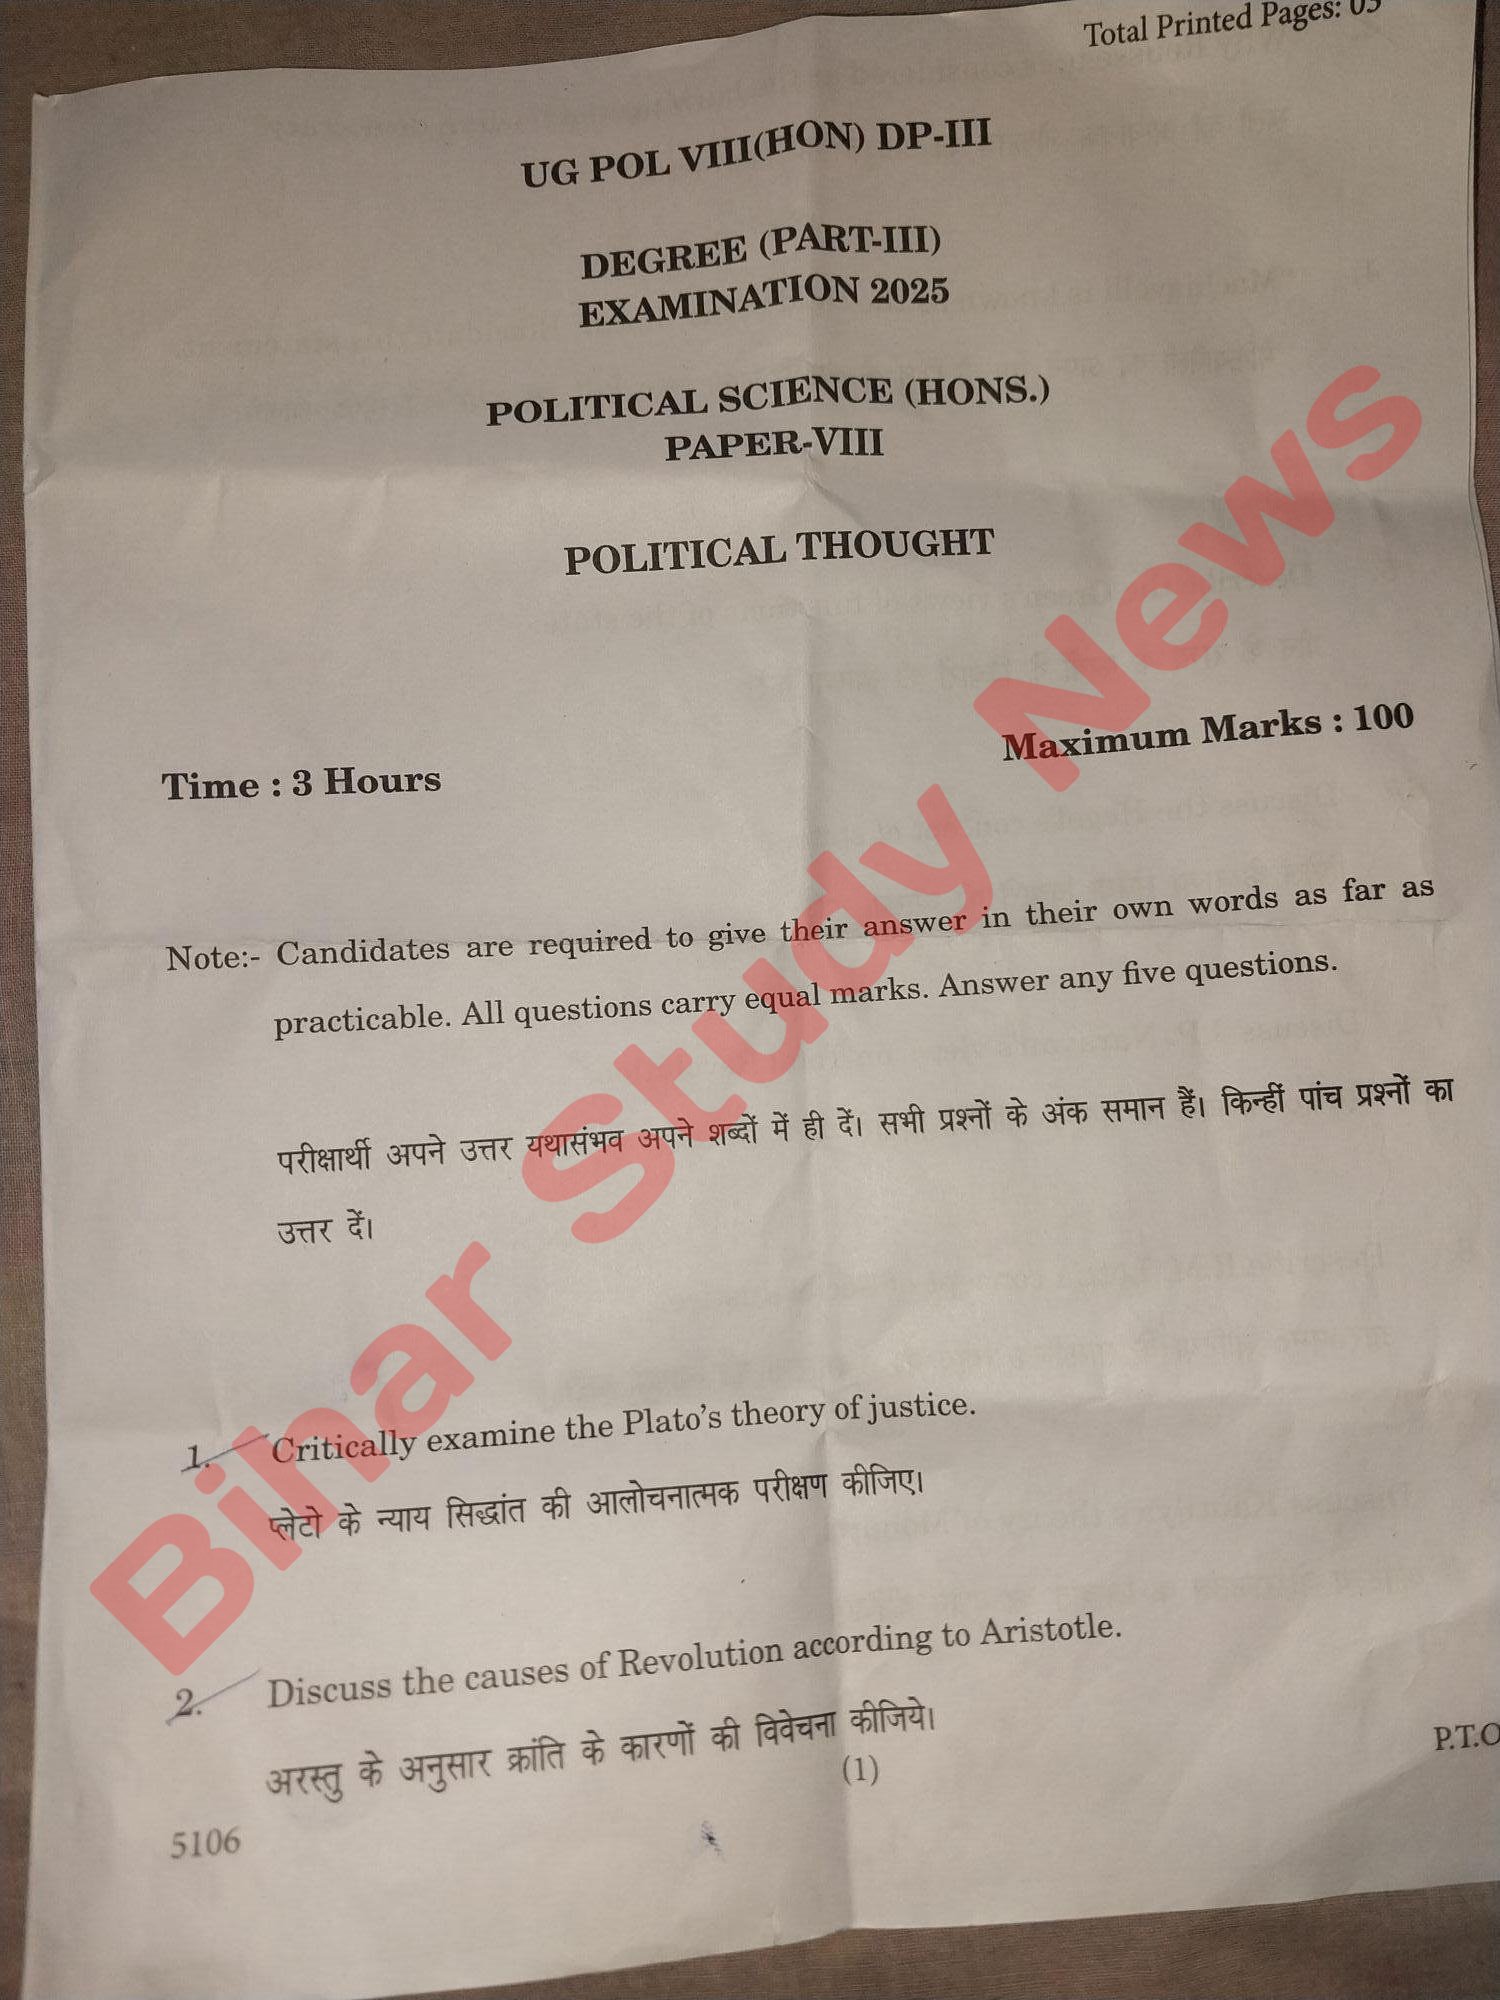 Total Printed Pages: 03
UG POL VIII(HON) DP-III
DEGREE (PART-III)
EXAMINATION 2025
POLITICAL SCIENCE (HONS.)
PAPER-VIII
POLITICAL THOUGHT
Time : 3 Hours
Maximum Marks : 100
Note:- Candidates are required to give their answer in their own words as far as
practicable. All questions carry equal marks. Answer any five questions.
परीक्षार्थी अपने उत्तर यथासंभव अपने शब्दों में ही दें। सभी प्रश्नों के अंक समान हैं। किन्हीं पांच प्रश्नों का
उत्तर दें।
1. Critically examine the Plato's theory of justice.
प्लेटो के न्याय सिद्धांत की आलोचनात्मक परीक्षण कीजिए।
2. Discuss the causes of Revolution according to Aristotle.
अरस्तु के अनुसार क्रांति के कारणों की विवेचना कीजिये।
(1)
P.T.O
5106
Bihar Study News